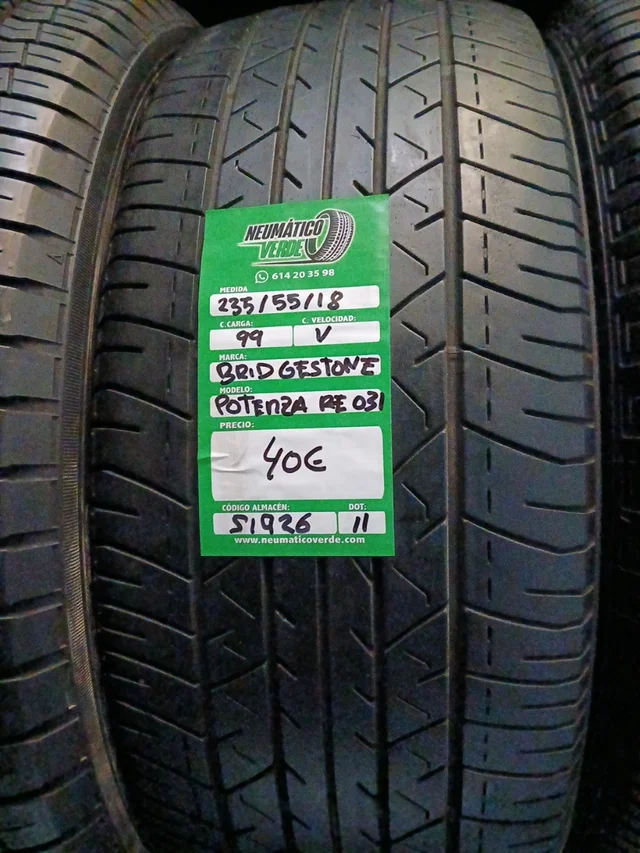 NEUMÁTICO
VERDE
614 20 35 98
MEDIDA
235/55/18
C.CARGA: C. VELOCIDAD:
99 V
MARCA:
BRIDGESTONE
MODELO:
POTENZA RE 031
PRECIO:
40€
CÓDIGO ALMACÉN: DOT:
51926 11
www.neumaticoverde.com